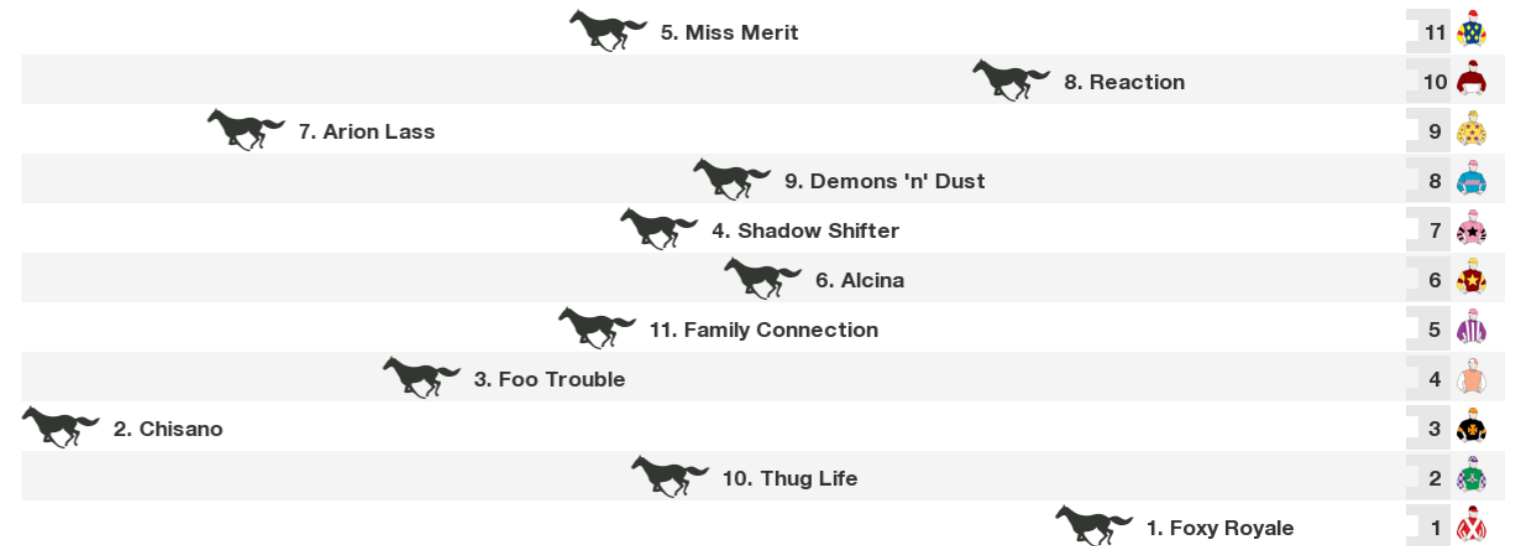 5. Miss Merit 11
8. Reaction 10
7. Arion Lass 9
9. Demons 'n' Dust 8
4. Shadow Shifter 7
6. Alcina 6
11. Family Connection 5
3. Foo Trouble 4
2. Chisano 3
10. Thug Life 2
1. Foxy Royale 1